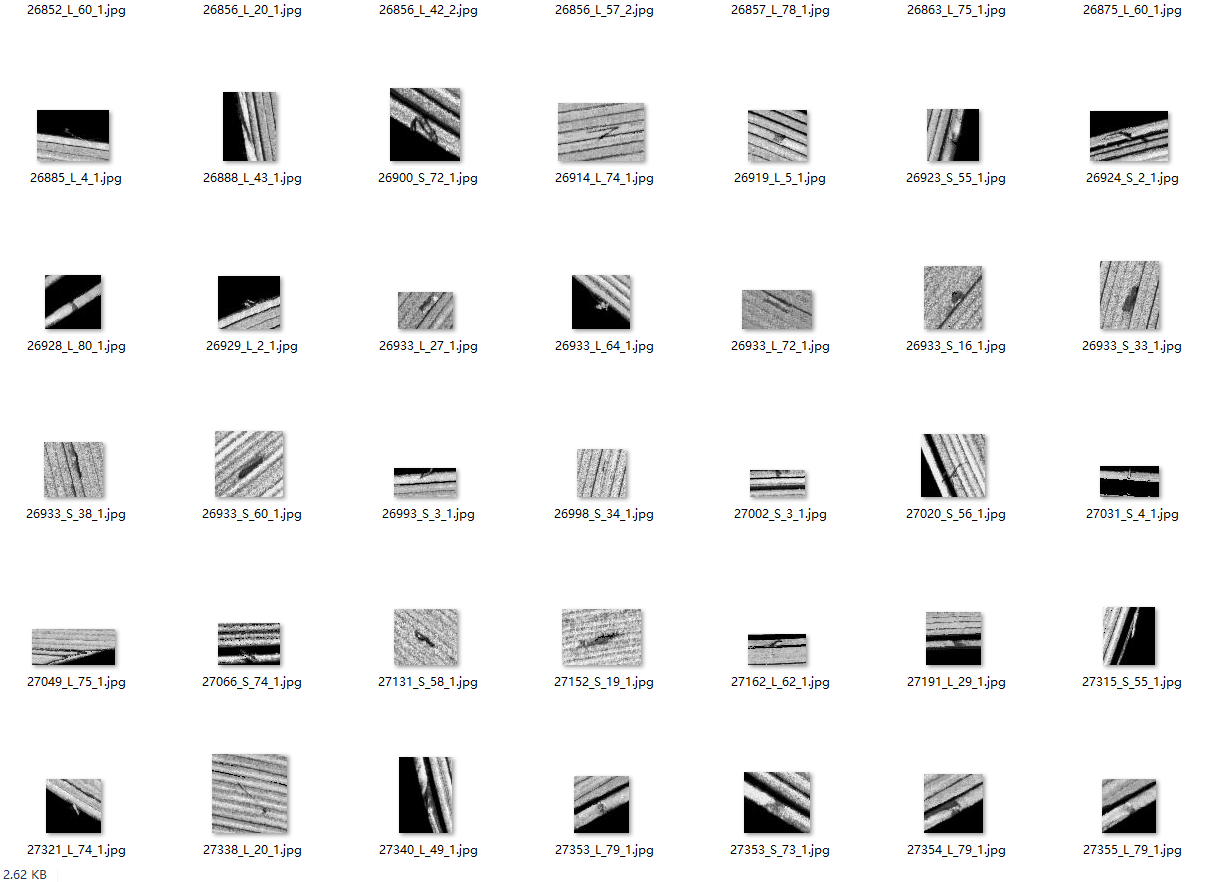 26852_L_60_1.jpg 26856_L_20_1.jpg 26856_L_42_2.jpg 26856_L_57_2.jpg 26857_L_78_1.jpg 26863_L_75_1.jpg 26875_L_60_1.jpg
26885_L_4_1.jpg 26888_L_43_1.jpg 26900_S_72_1.jpg 26914_L_74_1.jpg 26919_L_5_1.jpg 26923_S_55_1.jpg 26924_S_2_1.jpg
26928_L_80_1.jpg 26929_L_2_1.jpg 26933_L_27_1.jpg 26933_L_64_1.jpg 26933_L_72_1.jpg 26933_S_16_1.jpg 26933_S_33_1.jpg
26933_S_38_1.jpg 26933_S_60_1.jpg 26993_S_3_1.jpg 26998_S_34_1.jpg 27002_S_3_1.jpg 27020_S_56_1.jpg 27031_S_4_1.jpg
27049_L_75_1.jpg 27066_S_74_1.jpg 27131_S_58_1.jpg 27152_S_19_1.jpg 27162_L_62_1.jpg 27191_L_29_1.jpg 27315_S_55_1.jpg
27321_L_74_1.jpg 27338_L_20_1.jpg 27340_L_49_1.jpg 27353_L_79_1.jpg 27353_S_73_1.jpg 27354_L_79_1.jpg 27355_L_79_1.jpg
2.62 KB